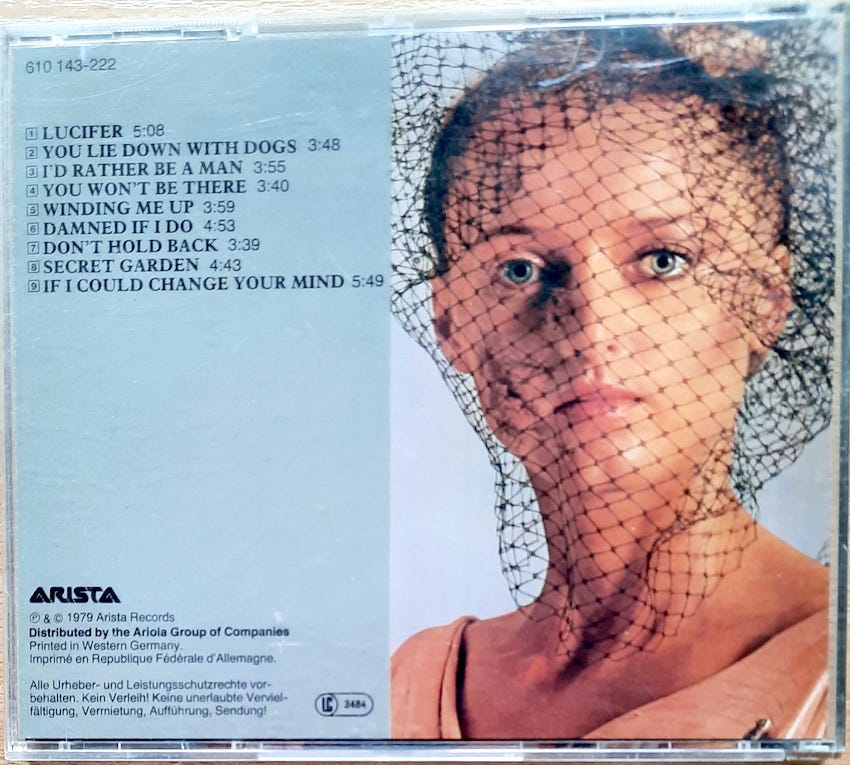 610 143-222
1 LUCIFER 5:08
2 YOU LIE DOWN WITH DOGS 3:48
3 I'D RATHER BE A MAN 3:55
4 YOU WON'T BE THERE 3:40
5 WINDING ME UP 3:59
6 DAMNED IF I DO 4:53
7 DON'T HOLD BACK 3:39
8 SECRET GARDEN 4:43
9 IF I COULD CHANGE YOUR MIND 5:49
ARISTA
℗ & © 1979 Arista Records
Distributed by the Ariola Group of Companies
Printed in Western Germany.
Imprimé en Republique Fédérale d'Allemagne.
Alle Urheber- und Leistungsschutzrechte vor-
behalten. Kein Verleih! Keine unerlaubte Verviel-
fältigung, Vermietung, Aufführung, Sendung!
LC 3484